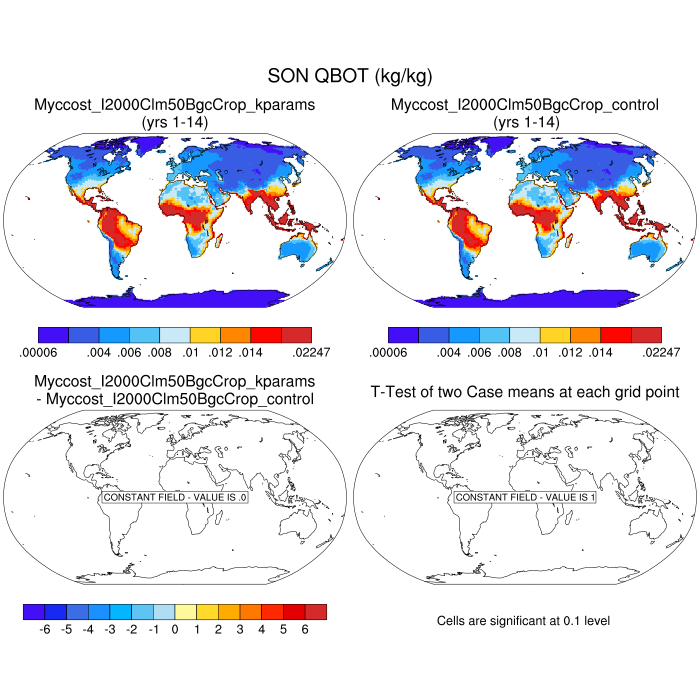 SON QBOT (kg/kg)
Myccost_I2000Clm50BgcCrop_kparams
(yrs 1-14)
Myccost_I2000Clm50BgcCrop_control
(yrs 1-14)
.00006 .004 .006 .008 .01 .012 .014 .02247
.00006 .004 .006 .008 .01 .012 .014 .02247
Myccost_I2000Clm50BgcCrop_kparams
- Myccost_I2000Clm50BgcCrop_control
T-Test of two Case means at each grid point
CONSTANT FIELD - VALUE IS .0
CONSTANT FIELD - VALUE IS 1
-6 -5 -4 -3 -2 -1 0 1 2 3 4 5 6
Cells are significant at 0.1 level